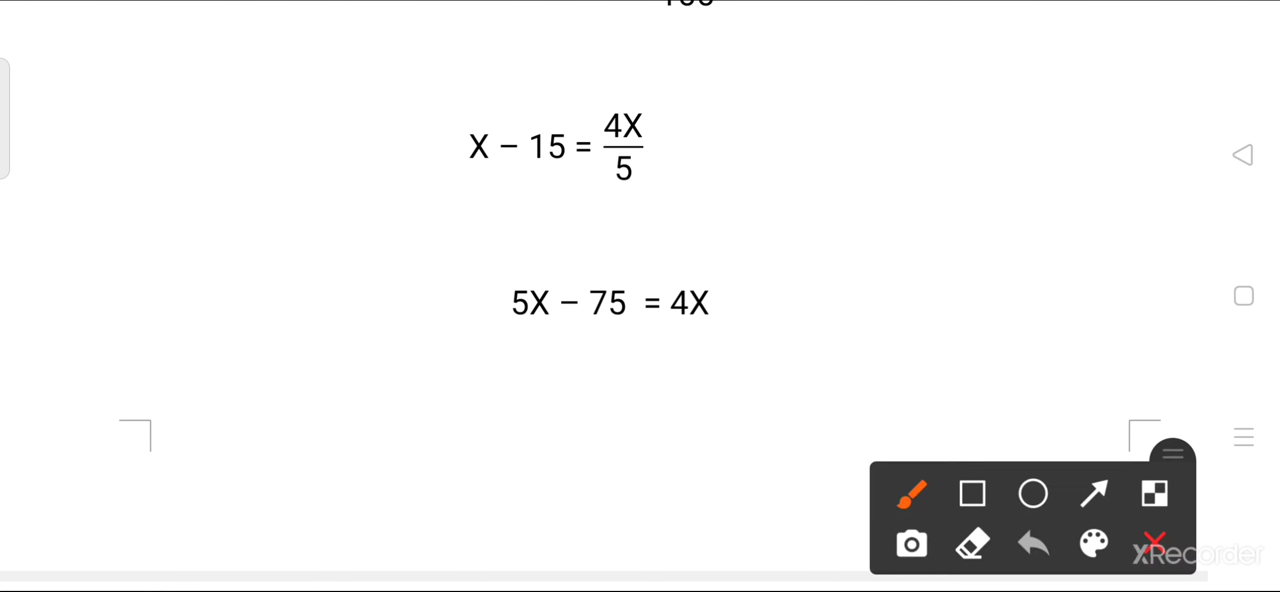 X – 15 = 4X/5
5X – 75 = 4X
XRecorder